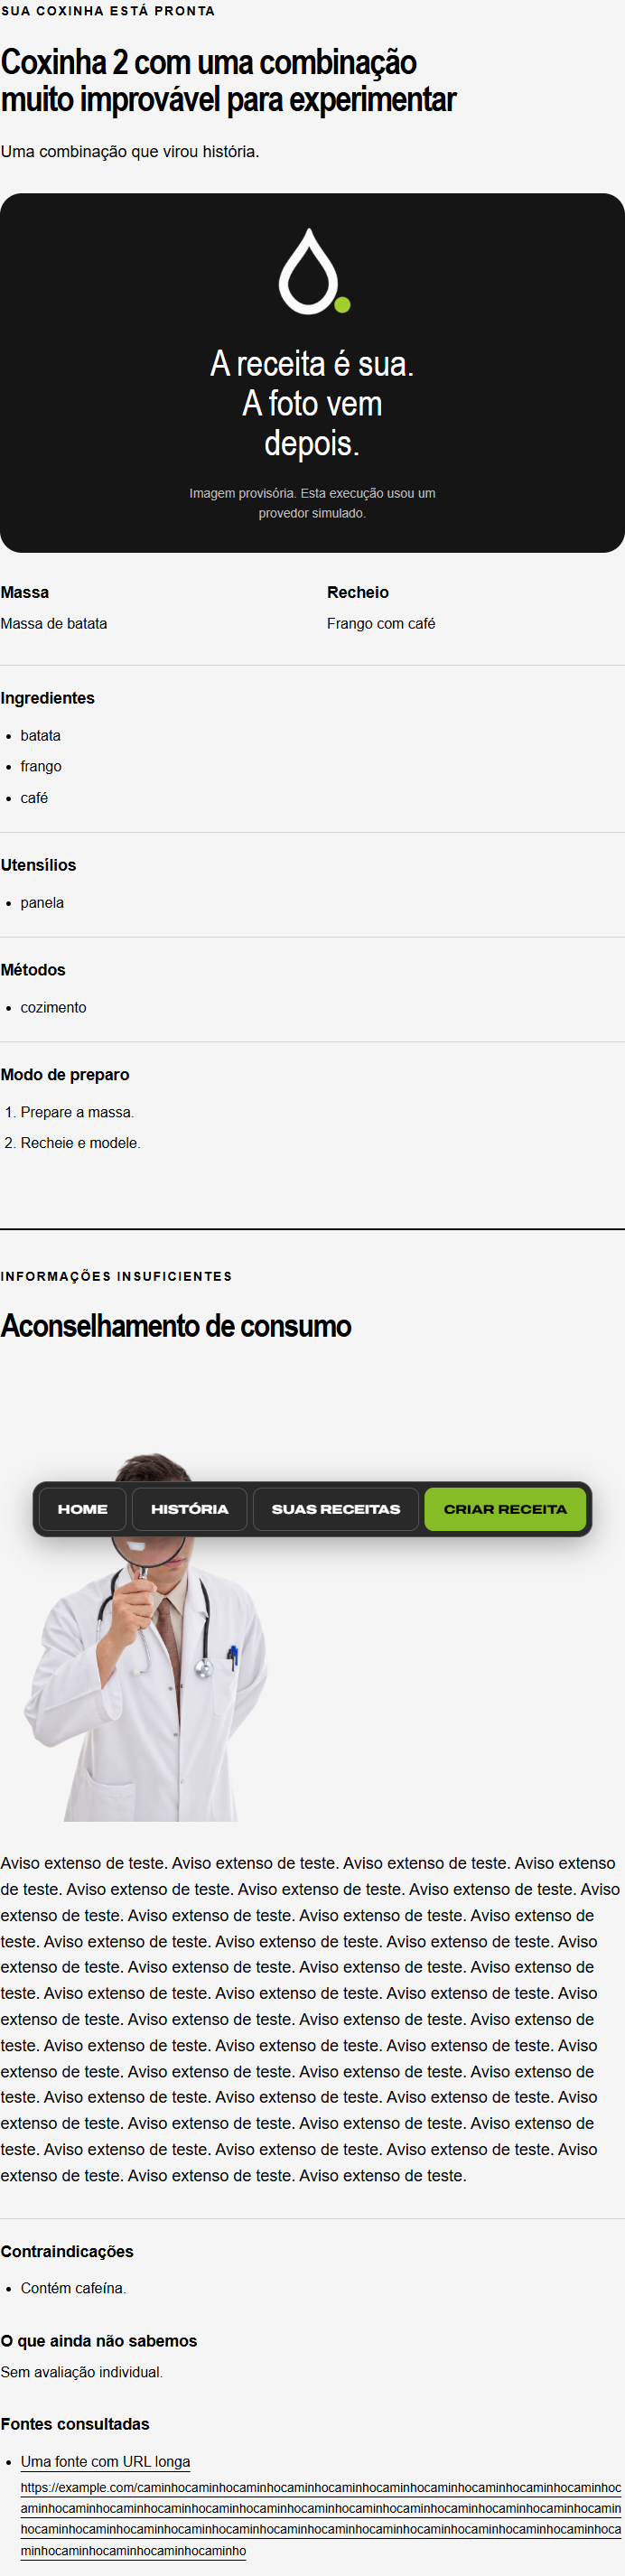 SUA COXINHA ESTÁ PRONTA
Coxinha 2 com uma combinação
muito improvável para experimentar
Uma combinação que virou história.
A receita é sua.
A foto vem
depois.
Imagem provisória. Esta execução usou um
provedor simulado.
Massa
Massa de batata
Recheio
Frango com café
Ingredientes
• batata
• frango
• café
Utensílios
• panela
Métodos
• cozimento
Modo de preparo
1. Prepare a massa.
2. Recheie e modele.
INFORMAÇÕES INSUFICIENTES
Aconselhamento de consumo
HOME
HISTÓRIA
SUAS RECEITAS
CRIAR RECEITA
Aviso extenso de teste. Aviso extenso de teste. Aviso extenso de teste. Aviso extenso
de teste. Aviso extenso de teste. Aviso extenso de teste. Aviso extenso de teste. Aviso
extenso de teste. Aviso extenso de teste. Aviso extenso de teste. Aviso extenso de
teste. Aviso extenso de teste. Aviso extenso de teste. Aviso extenso de teste. Aviso
extenso de teste. Aviso extenso de teste. Aviso extenso de teste. Aviso extenso de
teste. Aviso extenso de teste. Aviso extenso de teste. Aviso extenso de teste. Aviso
extenso de teste. Aviso extenso de teste. Aviso extenso de teste. Aviso extenso de
teste. Aviso extenso de teste. Aviso extenso de teste. Aviso extenso de teste. Aviso
extenso de teste. Aviso extenso de teste. Aviso extenso de teste. Aviso extenso de
teste. Aviso extenso de teste. Aviso extenso de teste. Aviso extenso de teste. Aviso
extenso de teste. Aviso extenso de teste. Aviso extenso de teste. Aviso extenso de
teste. Aviso extenso de teste. Aviso extenso de teste. Aviso extenso de teste. Aviso
extenso de teste. Aviso extenso de teste. Aviso extenso de teste.
Contraindicações
• Contém cafeína.
O que ainda não sabemos
Sem avaliação individual.
Fontes consultadas
• Uma fonte com URL longa
https://example.com/caminhocaminhocaminhocaminhocaminhocaminhocaminhocaminhocaminhocaminhoc
aminhocaminhocaminhocaminhocaminhocaminhocaminhocaminhocaminhocaminhocaminhocaminhocaminhocamin
hocaminhocaminhocaminhocaminhocaminhocaminhocaminhocaminhocaminhocaminhocaminhocaminhocaminhoca
minhocaminhocaminhocaminhocaminho